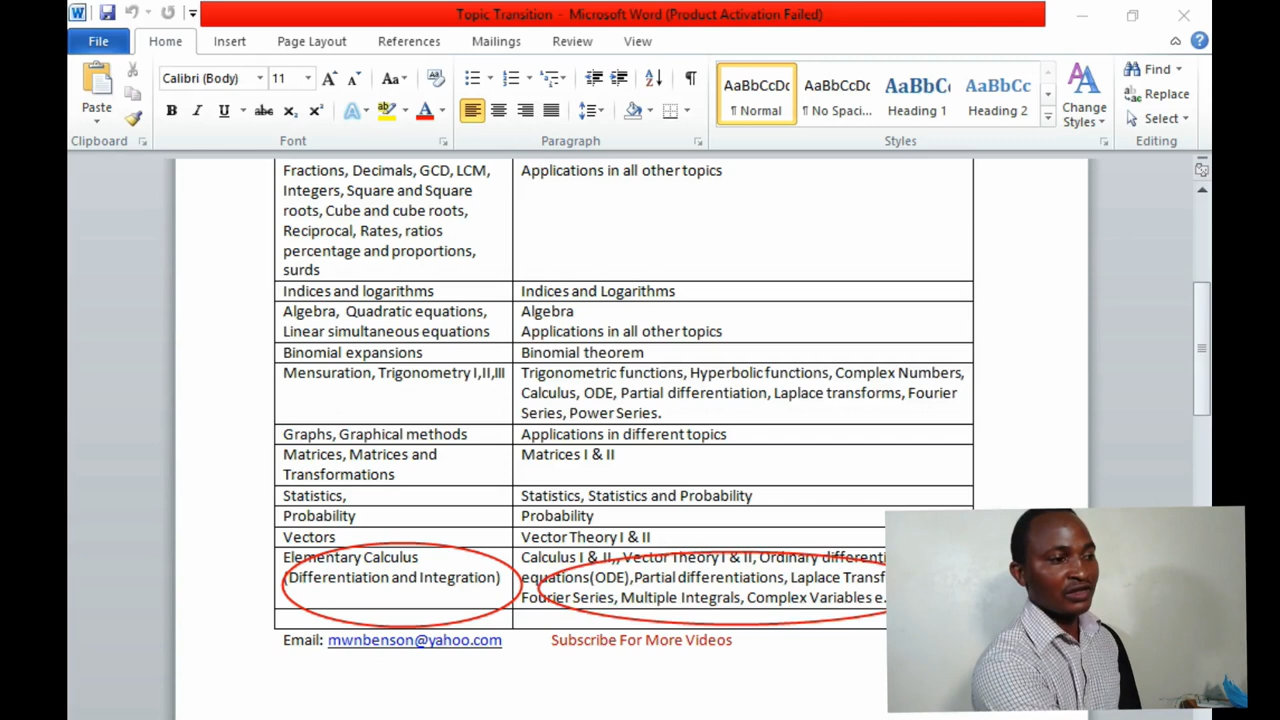 Topic Transition - Microsoft Word (Product Activation Failed)
File Home Insert Page Layout References Mailings Review View
Calibri (Body) 11 Aa
Paste
B I U abc x₂ x² A ab A
AaBbCcDc AaBbCcDc AaBbC AaBbCc
¶ Normal ¶ No Spaci... Heading 1 Heading 2
Change
Styles
Find
Replace
Select
Clipboard Font Paragraph Styles Editing
Fractions, Decimals, GCD, LCM,
Integers, Square and Square
roots, Cube and cube roots,
Reciprocal, Rates, ratios
percentage and proportions,
surds
Applications in all other topics
Indices and logarithms
Indices and Logarithms
Algebra, Quadratic equations,
Linear simultaneous equations
Algebra
Applications in all other topics
Binomial expansions
Binomial theorem
Mensuration, Trigonometry I,II,III
Trigonometric functions, Hyperbolic functions, Complex Numbers,
Calculus, ODE, Partial differentiation, Laplace transforms, Fourier
Series, Power Series.
Graphs, Graphical methods
Applications in different topics
Matrices, Matrices and
Transformations
Matrices I & II
Statistics,
Statistics, Statistics and Probability
Probability
Probability
Vectors
Vector Theory I & II
Elementary Calculus
(Differentiation and Integration)
Calculus I & II,, Vector Theory I & II, Ordinary differenti
equations(ODE),Partial differentiations, Laplace Transf
Fourier Series, Multiple Integrals, Complex Variables e.
Email: mwnbenson@yahoo.com Subscribe For More Videos